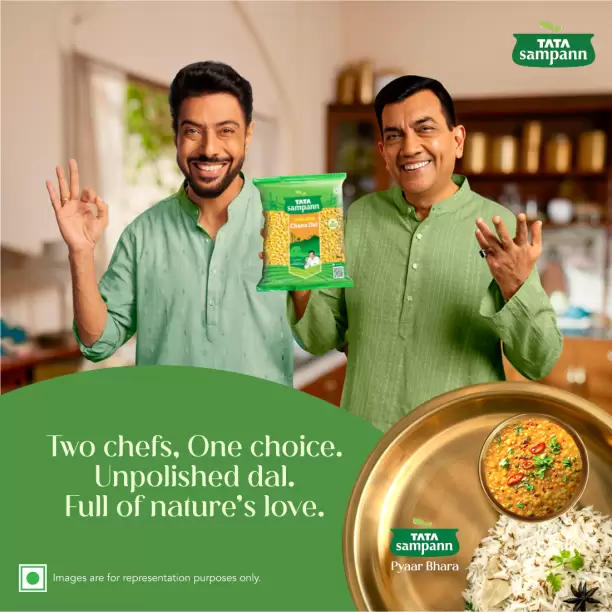 TATA
sampann
TATA
sampann
Chana Dal
Two chefs, One choice.
Unpolished dal.
Full of nature's love.
TATA
sampann
Pyaar Bhara
Images are for representation purposes only.